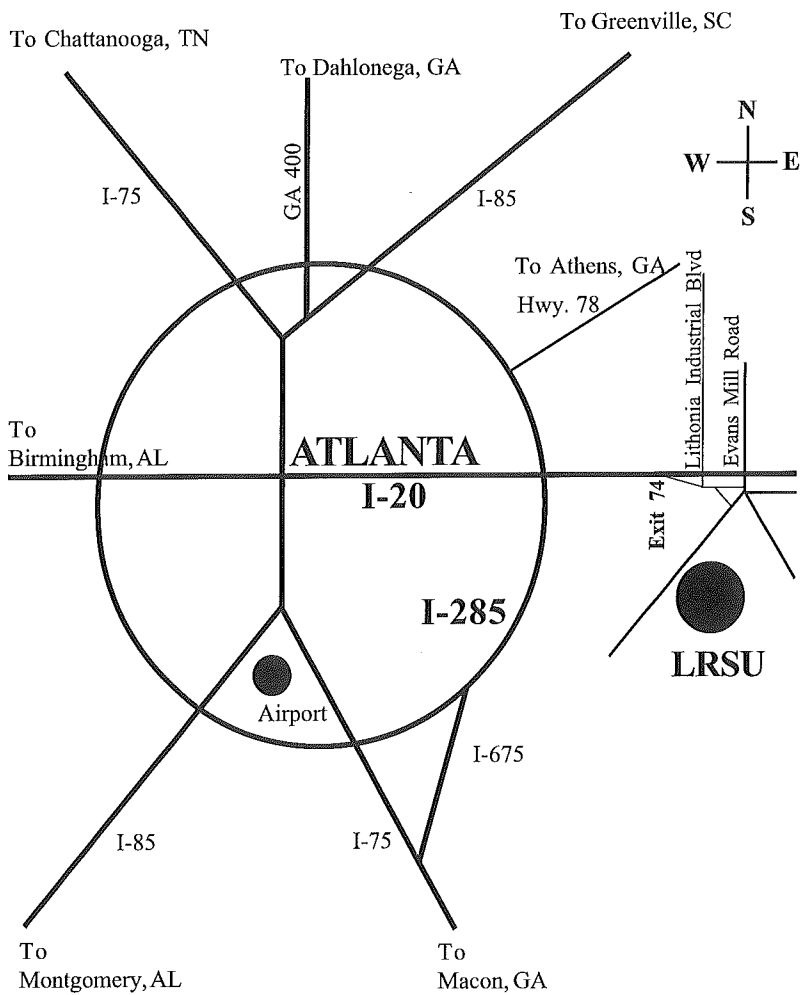 To Chattanooga, TN
To Greenville, SC
To Dahlonega, GA
N
W
E
S
I-75
GA 400
I-85
To Athens, GA
Hwy. 78
Lithonia Industrial Blvd
Evans Mill Road
To
Birmingham, AL
ATLANTA
I-20
Exit 74
I-285
LRSU
Airport
I-675
I-85
I-75
To
Montgomery, AL
To
Macon, GA